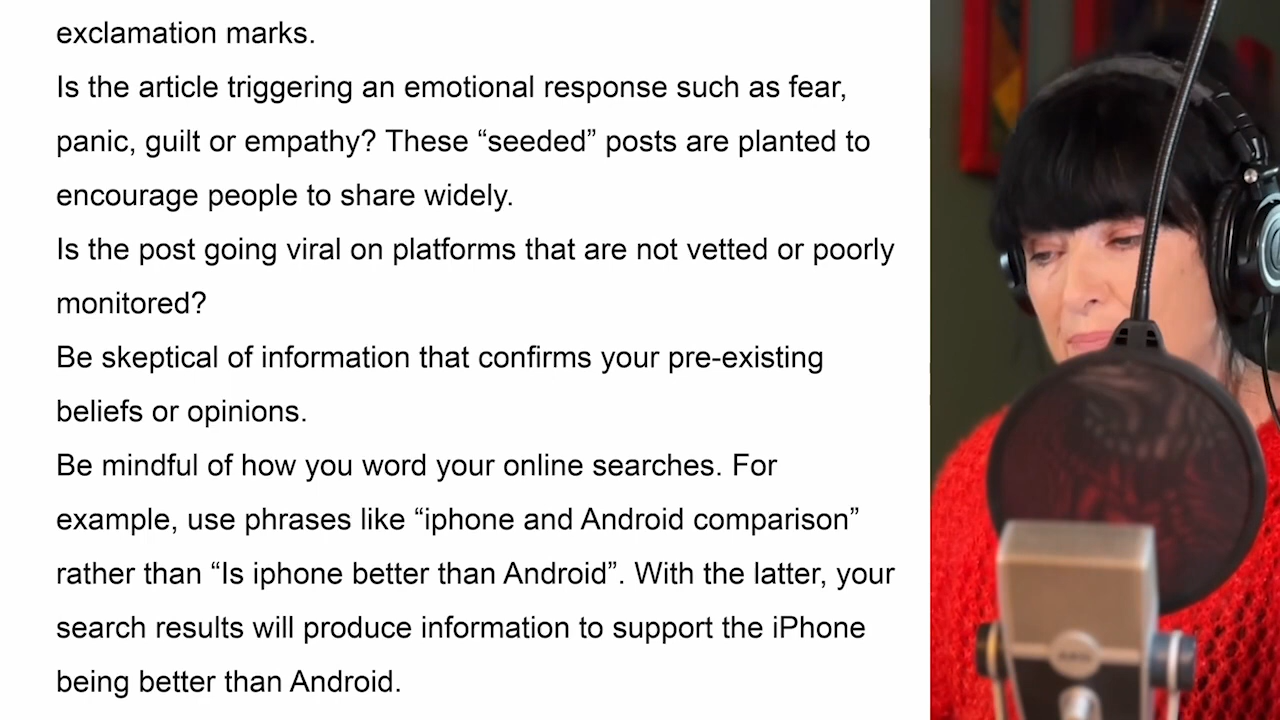 exclamation marks.
Is the article triggering an emotional response such as fear,
panic, guilt or empathy? These “seeded” posts are planted to
encourage people to share widely.
Is the post going viral on platforms that are not vetted or poorly
monitored?
Be skeptical of information that confirms your pre-existing
beliefs or opinions.
Be mindful of how you word your online searches. For
example, use phrases like “iphone and Android comparison”
rather than “Is iphone better than Android”. With the latter, your
search results will produce information to support the iPhone
being better than Android.